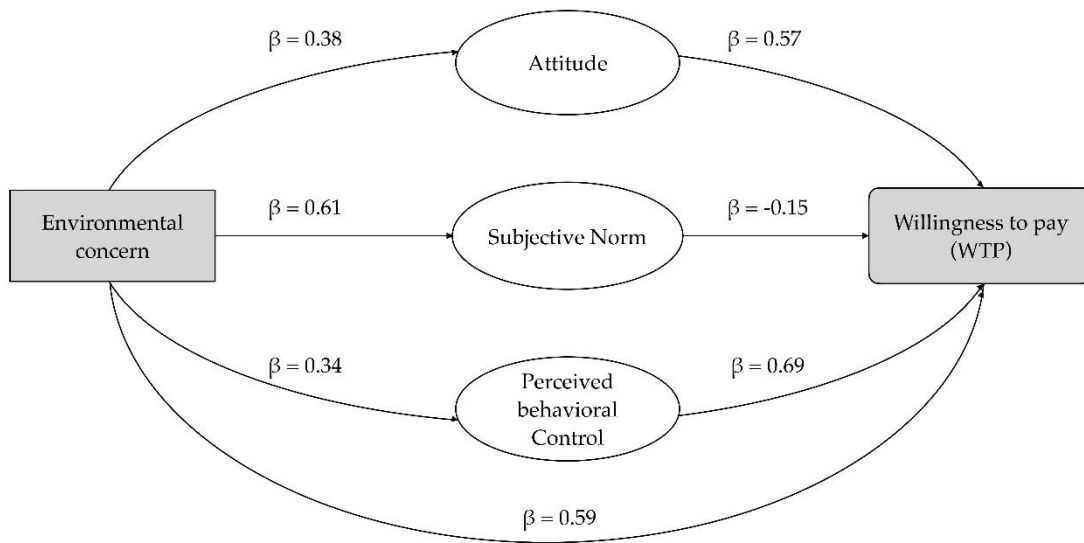 β = 0.38
β = 0.57
Attitude
Environmental
concern
β = 0.61
Subjective Norm
β = -0.15
Willingness to pay
(WTP)
β = 0.34
Perceived
behavioral
Control
β = 0.69
β = 0.59